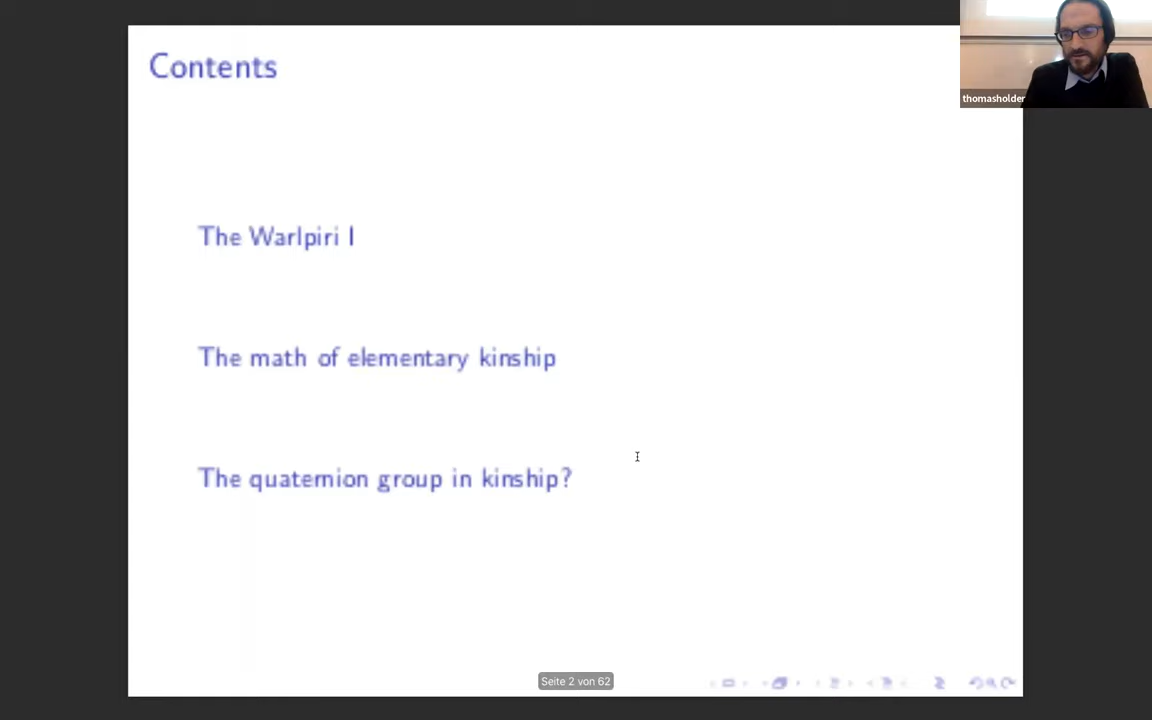 Contents
thomasholder
The Warlpiri I
The math of elementary kinship
The quaternion group in kinship?
Seite 2 von 62